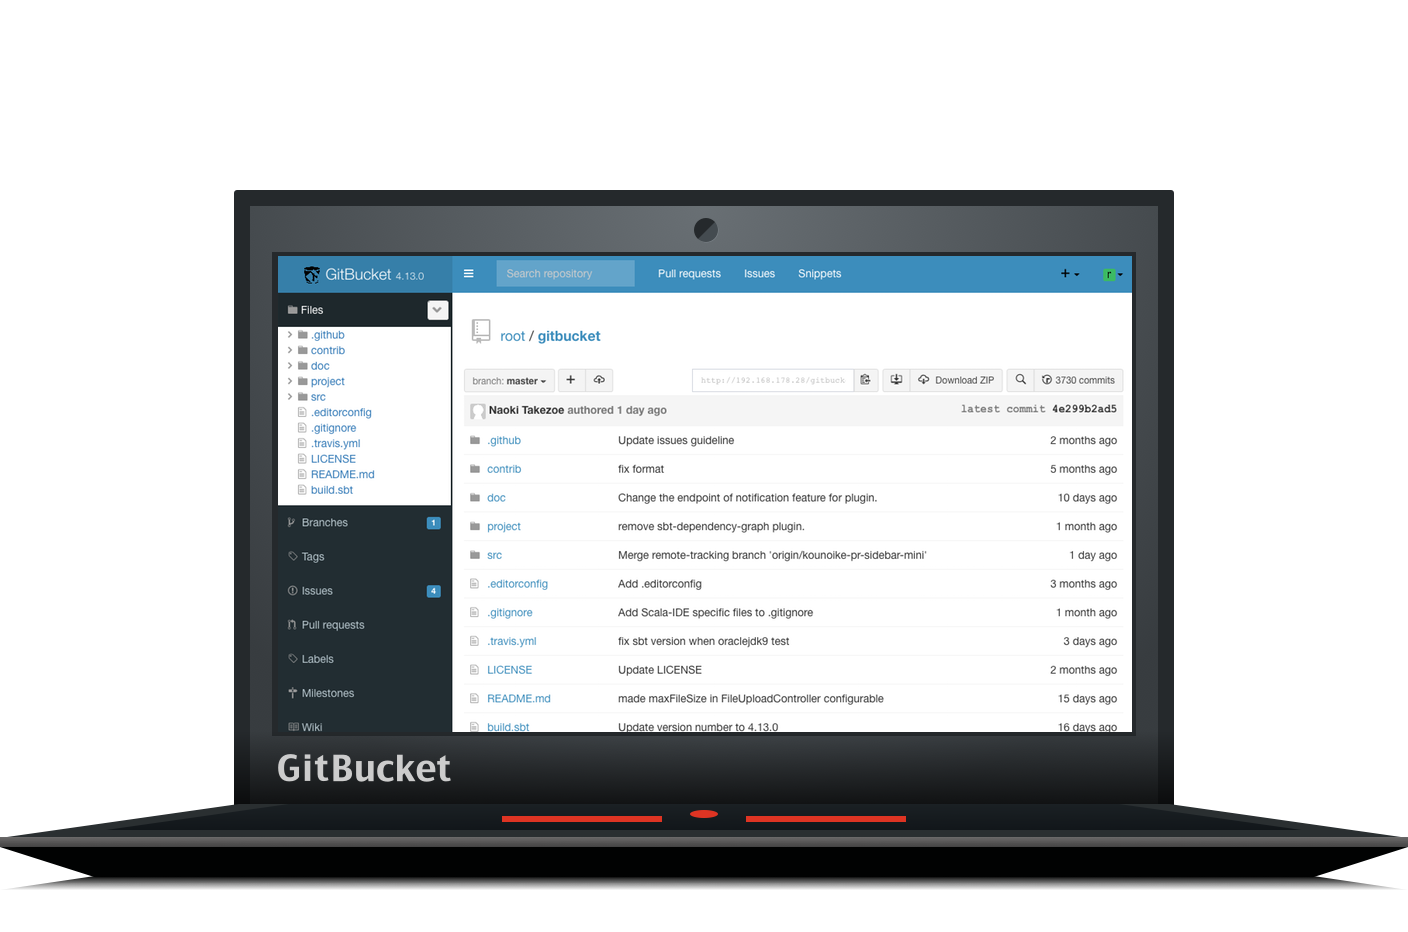 GitBucket 4.13.0
Search repository
Pull requests
Issues
Snippets
r
Files
.github
contrib
doc
project
src
.editorconfig
.gitignore
.travis.yml
LICENSE
README.md
build.sbt
Branches 1
Tags
Issues 4
Pull requests
Labels
Milestones
Wiki
root / gitbucket
branch: master
http://192.168.178.28/gitbuck
Download ZIP
3730 commits
Naoki Takezoe authored 1 day ago latest commit 4e299b2ad5
.github Update issues guideline 2 months ago
contrib fix format 5 months ago
doc Change the endpoint of notification feature for plugin. 10 days ago
project remove sbt-dependency-graph plugin. 1 month ago
src Merge remote-tracking branch 'origin/kounoike-pr-sidebar-mini' 1 day ago
.editorconfig Add .editorconfig 3 months ago
.gitignore Add Scala-IDE specific files to .gitignore 1 month ago
.travis.yml fix sbt version when oraclejdk9 test 3 days ago
LICENSE Update LICENSE 2 months ago
README.md made maxFileSize in FileUploadController configurable 15 days ago
build.sbt Update version number to 4.13.0 16 days ago
GitBucket